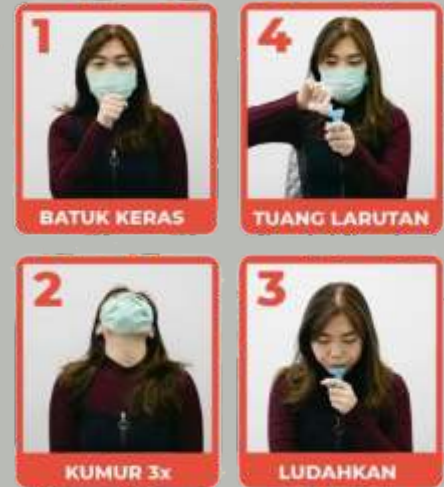 1
BATUK KERAS
4
TUANG LARUTAN
2
KUMUR 3x
3
LUDAHKAN